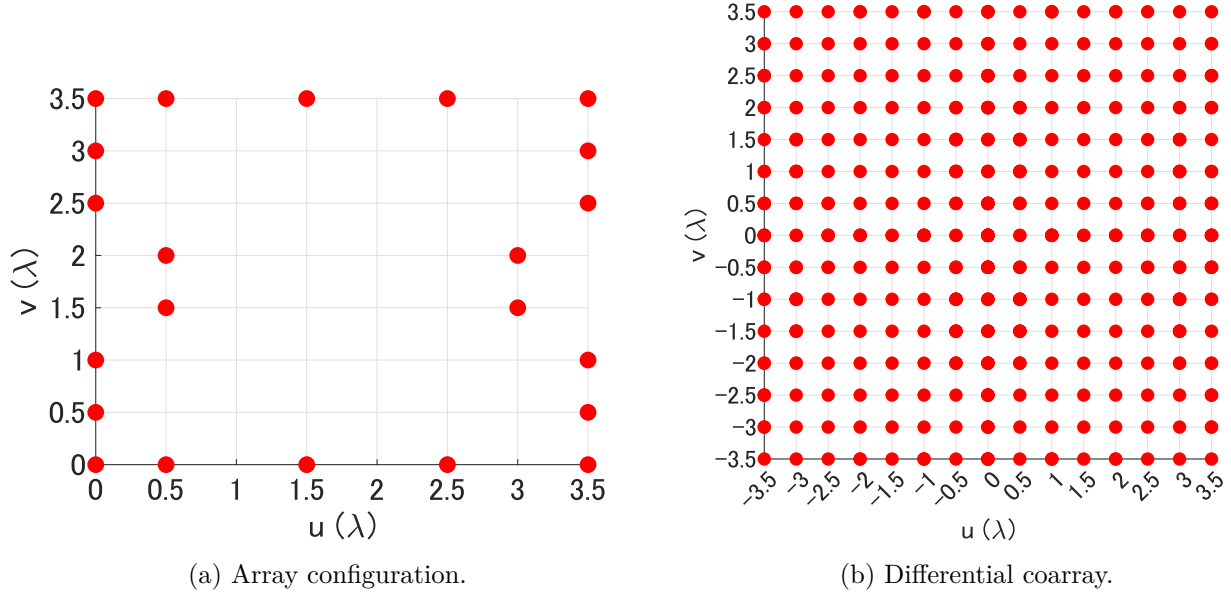 3.5
3
2.5
2
1.5
1
0.5
0
v (λ)
0 0.5 1 1.5 2 2.5 3 3.5
u (λ)
(a) Array configuration.
3.5
3
2.5
2
1.5
1
0.5
0
−0.5
−1
−1.5
−2
−2.5
−3
−3.5
v (λ)
−3.5 −3 −2.5 −2 −1.5 −1 −0.5 0 0.5 1 1.5 2 2.5 3 3.5
u (λ)
(b) Differential coarray.